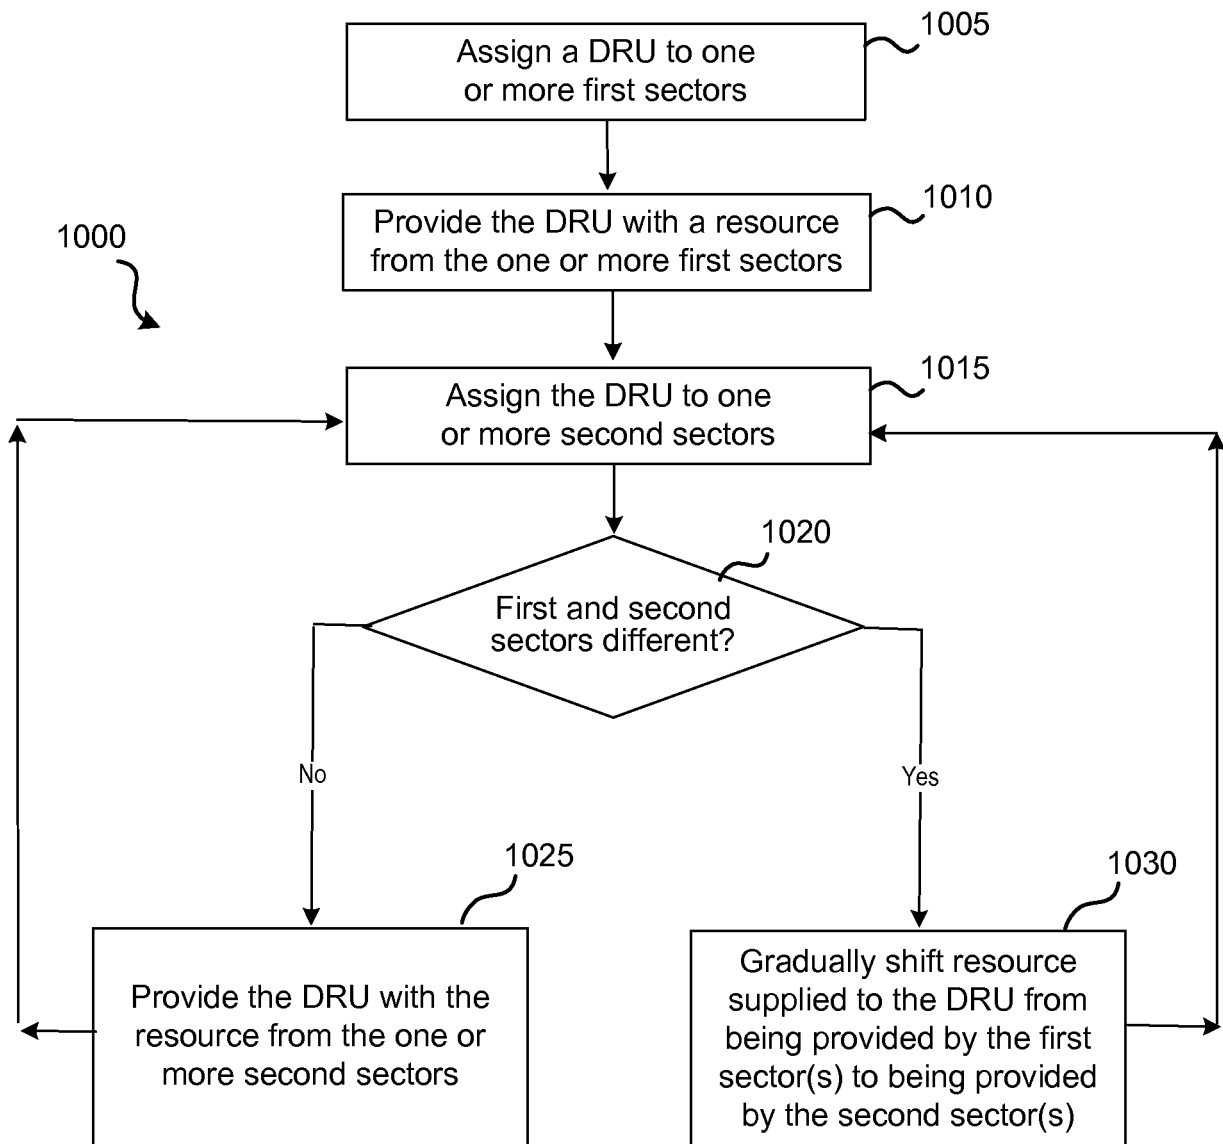 1005
Assign a DRU to one
or more first sectors
1010
Provide the DRU with a resource
from the one or more first sectors
1000
1015
Assign the DRU to one
or more second sectors
1020
First and second
sectors different?
No
Yes
1025
Provide the DRU with the
resource from the one or
more second sectors
1030
Gradually shift resource
supplied to the DRU from
being provided by the first
sector(s) to being provided
by the second sector(s)